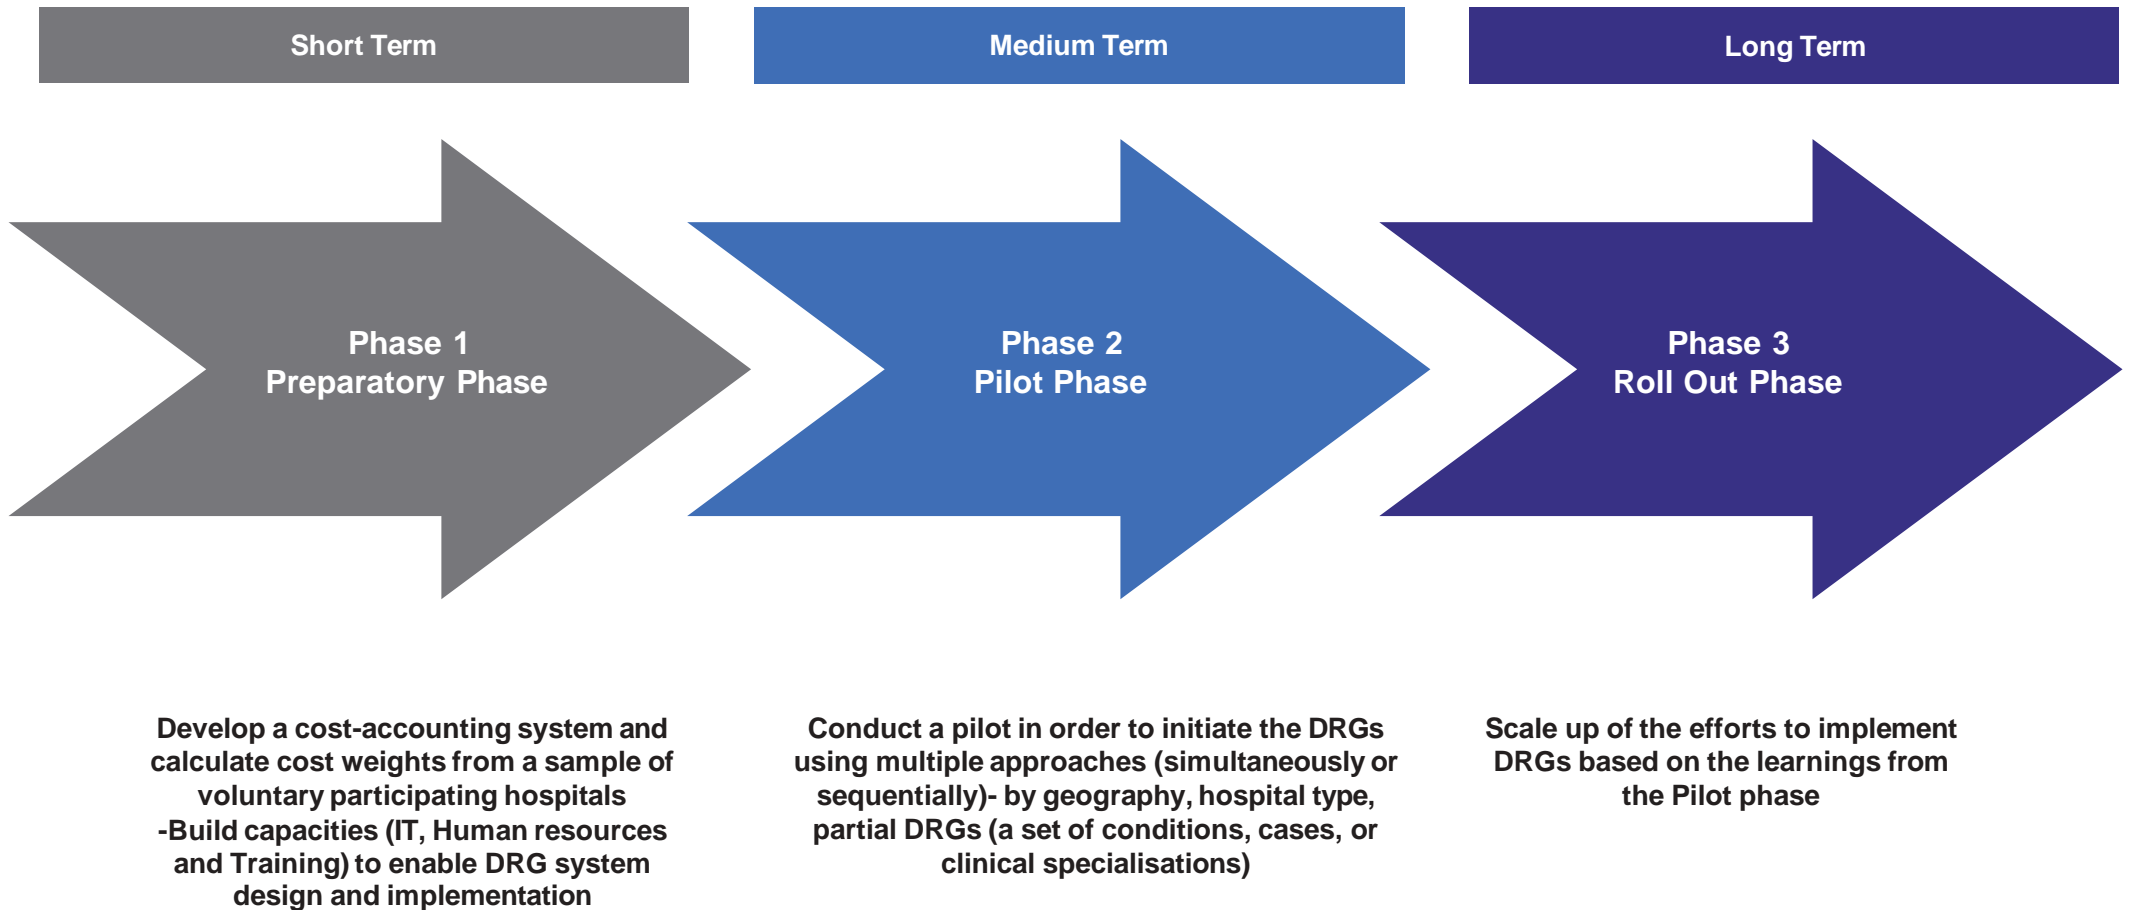 Short Term
Medium Term
Long Term
Phase 1
Preparatory Phase
Phase 2
Pilot Phase
Phase 3
Roll Out Phase
Develop a cost-accounting system and
calculate cost weights from a sample of
voluntary participating hospitals
-Build capacities (IT, Human resources
and Training) to enable DRG system
design and implementation
Conduct a pilot in order to initiate the DRGs
using multiple approaches (simultaneously or
sequentially)- by geography, hospital type,
partial DRGs (a set of conditions, cases, or
clinical specialisations)
Scale up of the efforts to implement
DRGs based on the learnings from
the Pilot phase